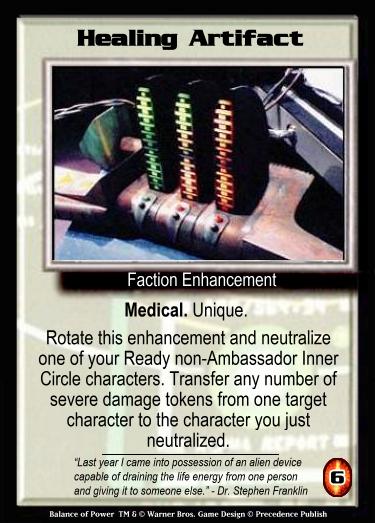 Healing Artifact
Faction Enhancement
Medical. Unique.
Rotate this enhancement and neutralize
one of your Ready non-Ambassador Inner
Circle characters. Transfer any number of
severe damage tokens from one target
character to the character you just
neutralized.
"Last year I came into possession of an alien device
capable of draining the life energy from one person
and giving it to someone else." - Dr. Stephen Franklin
6
Balance of Power TM & © Warner Bros. Game Design © Precedence Publish